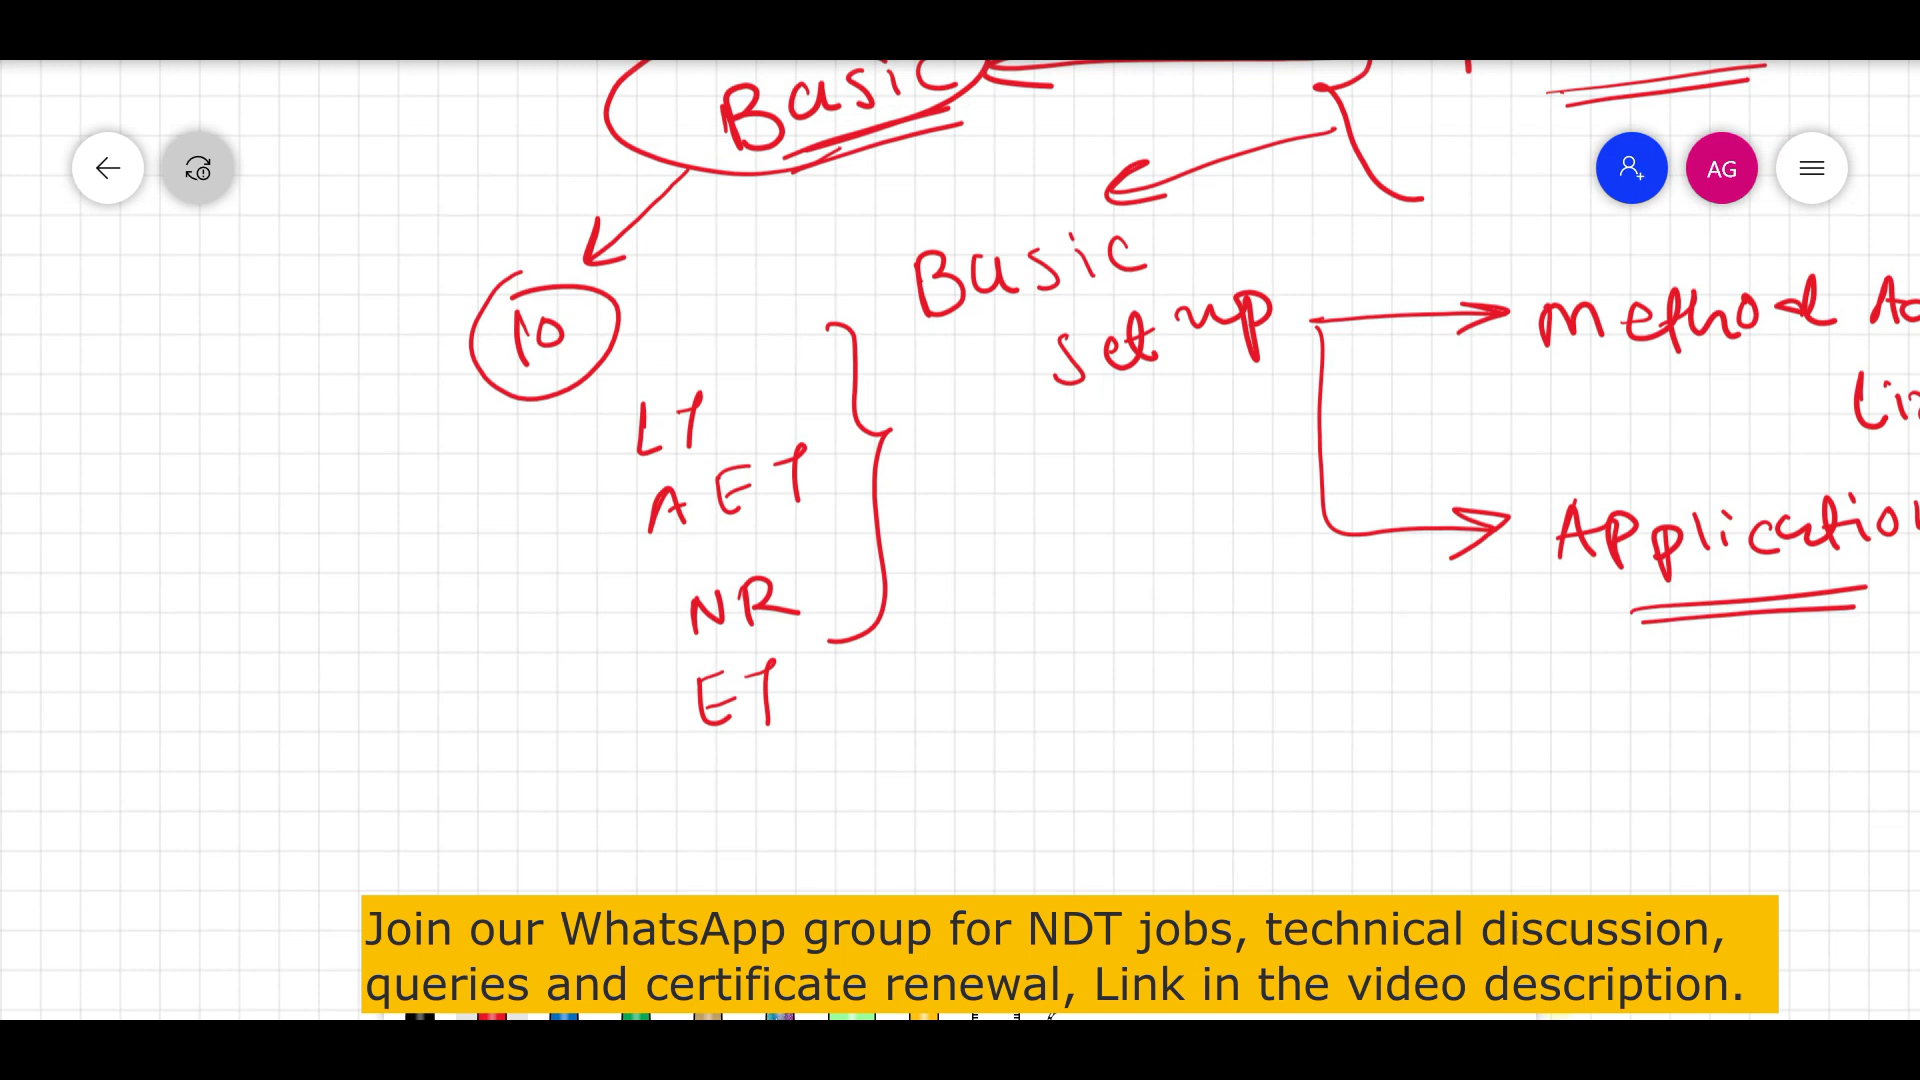 Basic
AG
Basic
set up
10
Method
LT
AET
Application
NR
ET
Join our WhatsApp group for NDT jobs, technical discussion,
queries and certificate renewal, Link in the video description.